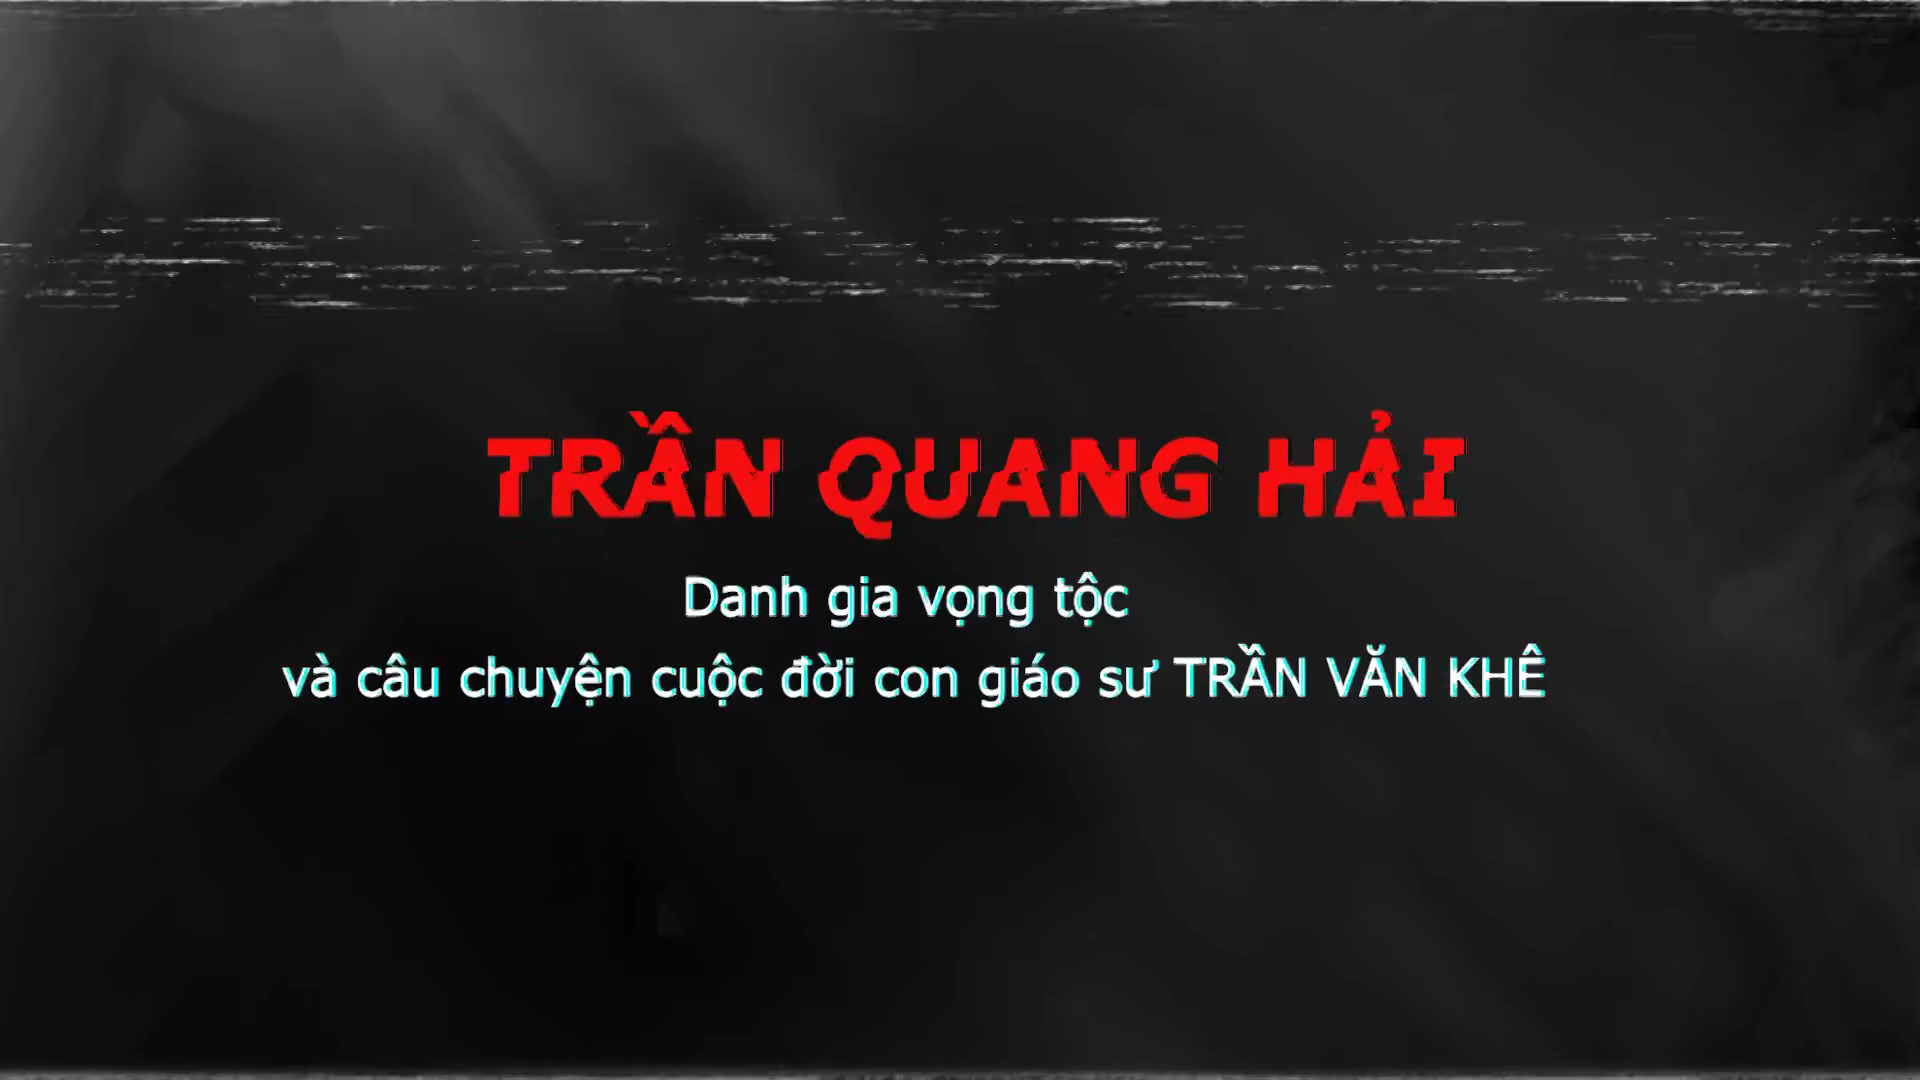 TRẦN QUANG HẢI
Danh gia vọng tộc
và câu chuyện cuộc đời con giáo sư TRẦN VĂN KHÊ